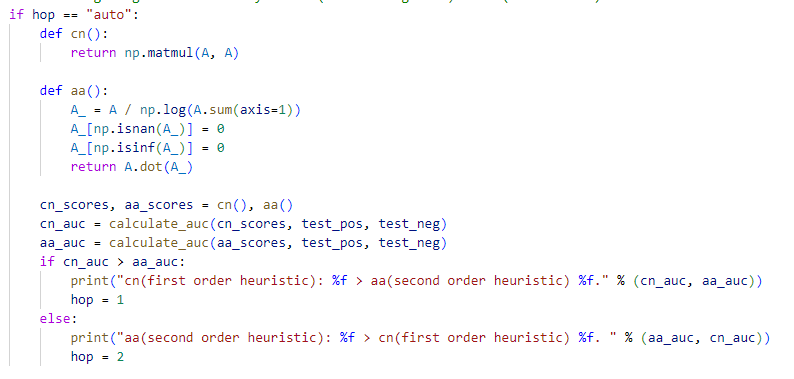 if hop == "auto":
    def cn():
        return np.matmul(A, A)

    def aa():
        A_ = A / np.log(A.sum(axis=1))
        A_[np.isnan(A_)] = 0
        A_[np.isinf(A_)] = 0
        return A.dot(A_)

    cn_scores, aa_scores = cn(), aa()
    cn_auc = calculate_auc(cn_scores, test_pos, test_neg)
    aa_auc = calculate_auc(aa_scores, test_pos, test_neg)
    if cn_auc > aa_auc:
        print("cn(first order heuristic): %f > aa(second order heuristic) %f." % (cn_auc, aa_auc))
        hop = 1
    else:
        print("aa(second order heuristic): %f > cn(first order heuristic) %f. " % (aa_auc, cn_auc))
        hop = 2